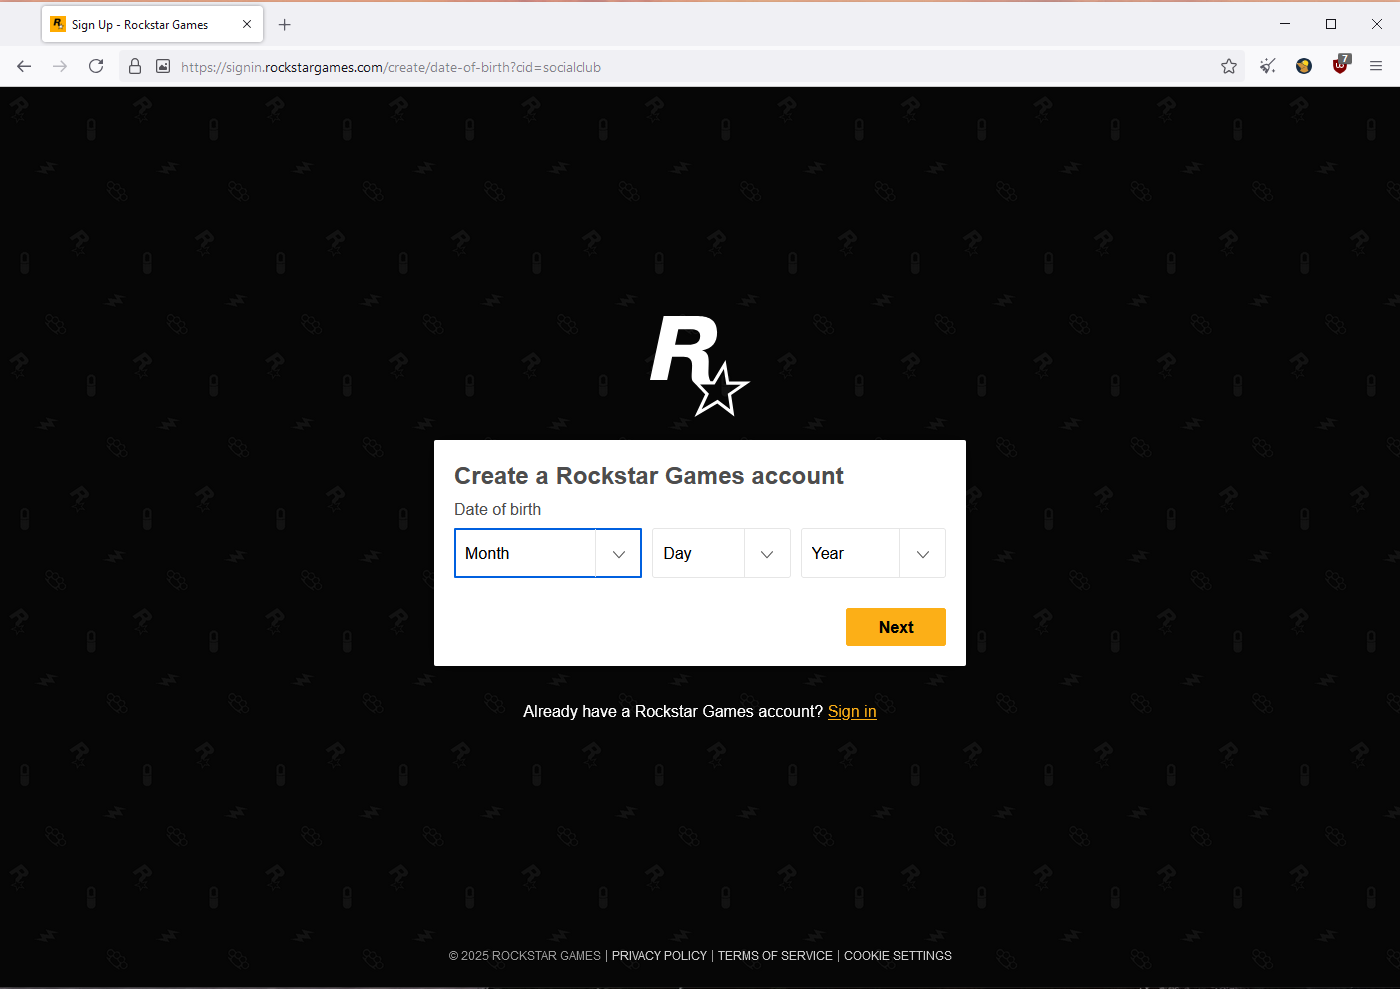 Sign Up - Rockstar Games
https://signin.rockstargames.com/create/date-of-birth?cid=socialclub
7
R
Create a Rockstar Games account
Date of birth
Month Day Year
Next
Already have a Rockstar Games account? Sign in
© 2025 ROCKSTAR GAMES | PRIVACY POLICY | TERMS OF SERVICE | COOKIE SETTINGS